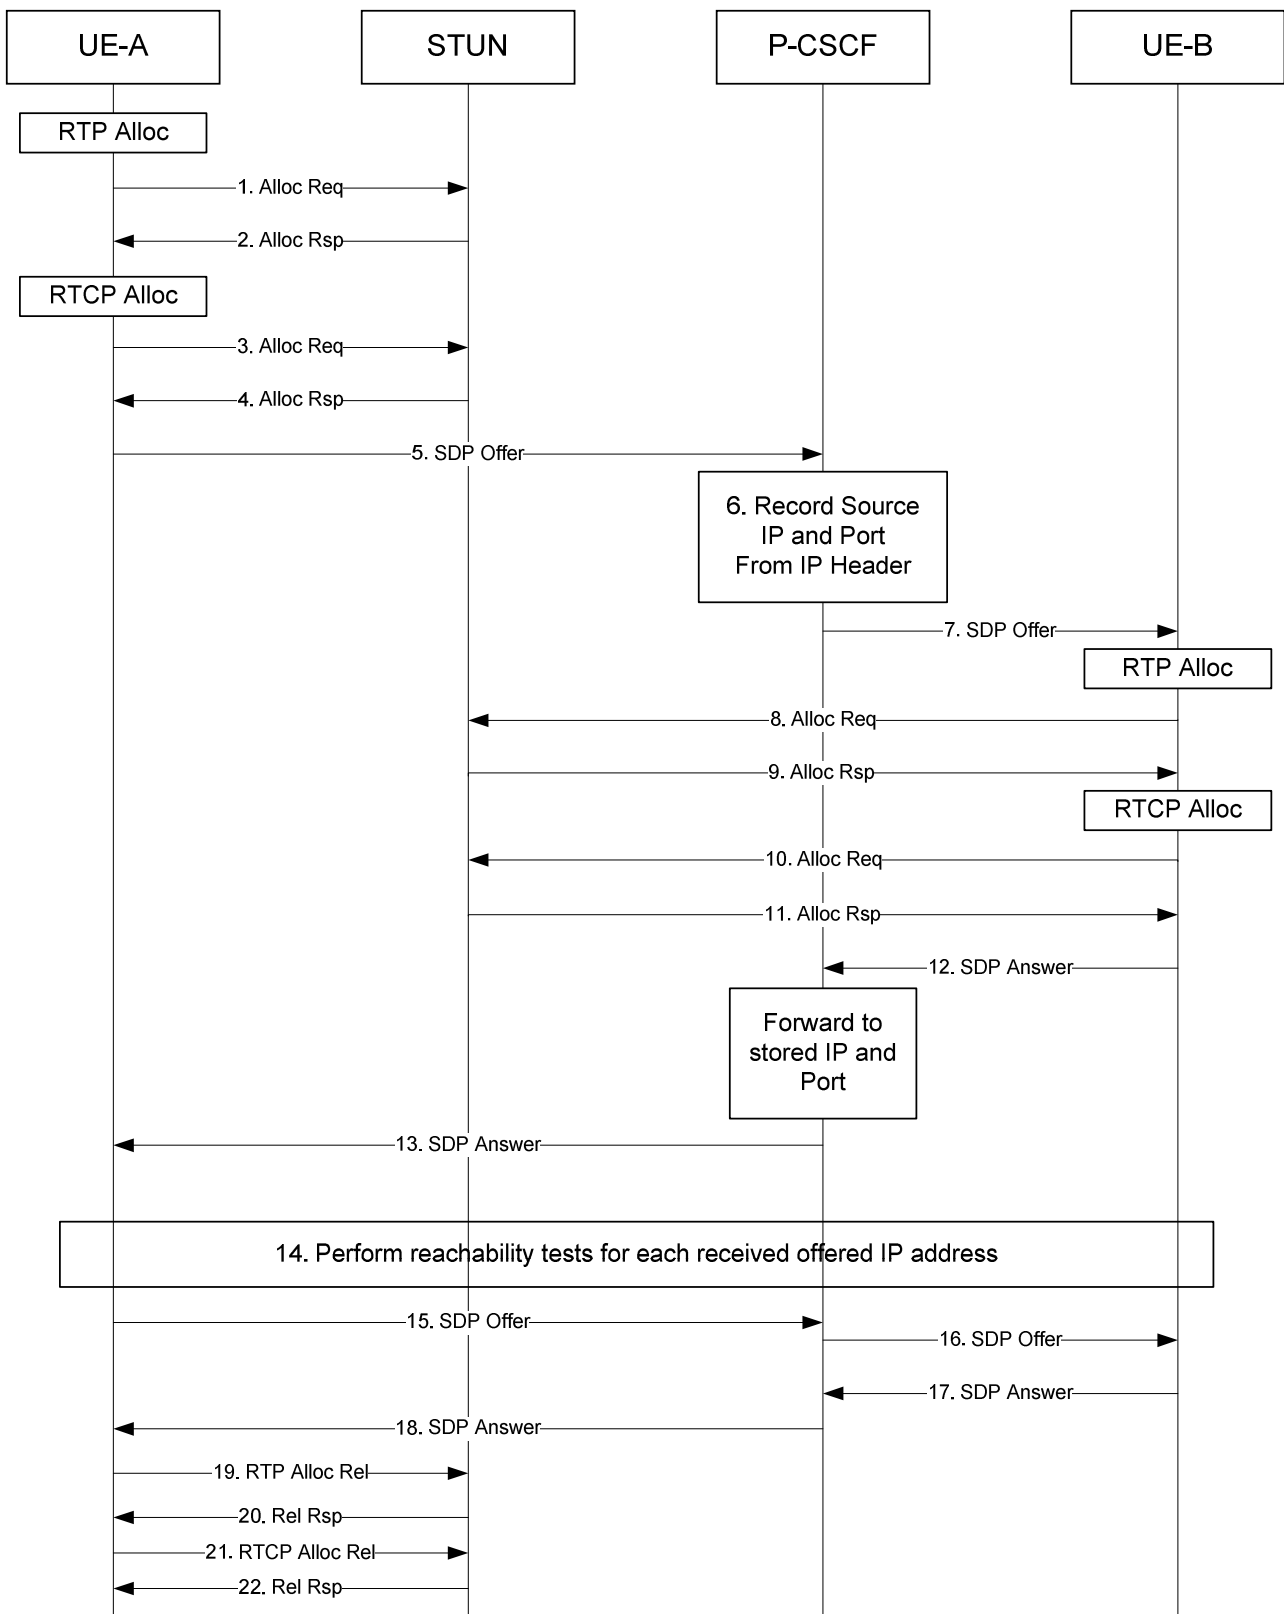 UE-A
STUN
P-CSCF
UE-B
RTP Alloc
1. Alloc Req
2. Alloc Rsp
RTCP Alloc
3. Alloc Req
4. Alloc Rsp
5. SDP Offer
6. Record Source
IP and Port
From IP Header
7. SDP Offer
RTP Alloc
8. Alloc Req
9. Alloc Rsp
RTCP Alloc
10. Alloc Req
11. Alloc Rsp
12. SDP Answer
Forward to
stored IP and
Port
13. SDP Answer
14. Perform reachability tests for each received offered IP address
15. SDP Offer
16. SDP Offer
17. SDP Answer
18. SDP Answer
19. RTP Alloc Rel
20. Rel Rsp
21. RTCP Alloc Rel
22. Rel Rsp